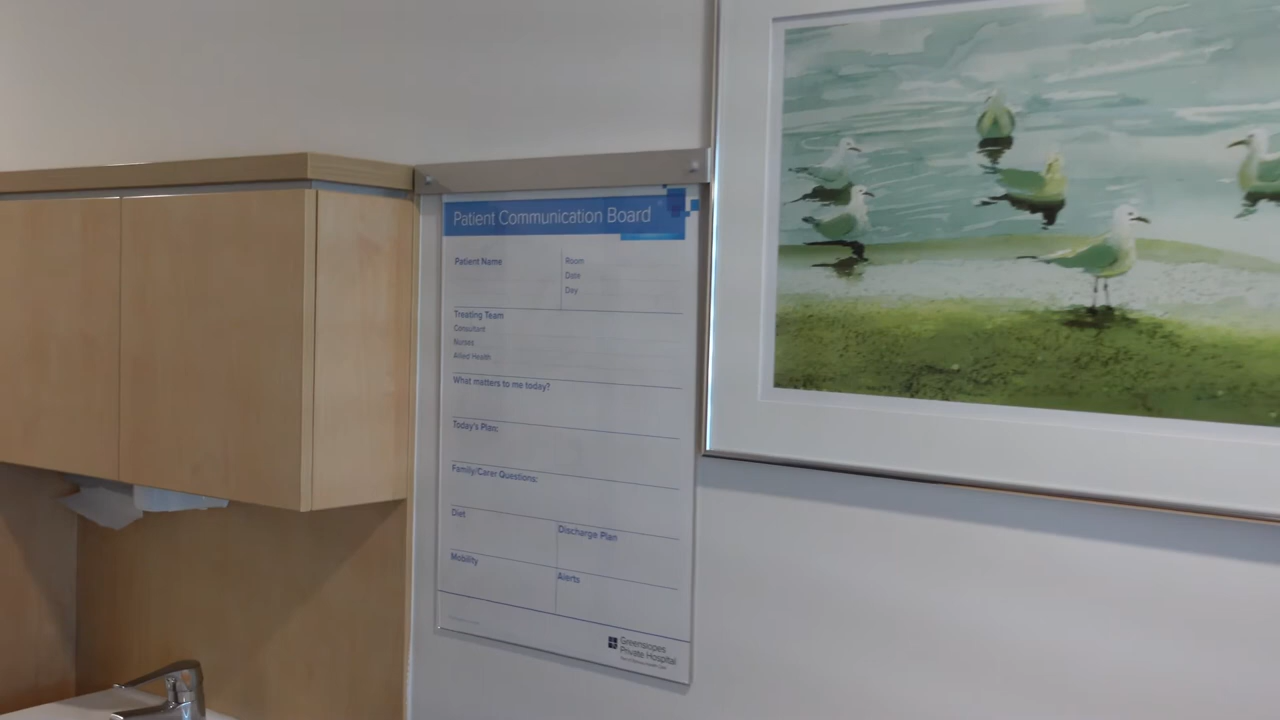 Patient Communication Board
Patient Name
Room
Date
Day
Treating Team
Consultant
Nurses
Allied Health
What matters to me today?
Today's Plan:
Family/Carer Questions:
Diet
Discharge Plan
Mobility
Alerts
Greenslopes
Private Hospital